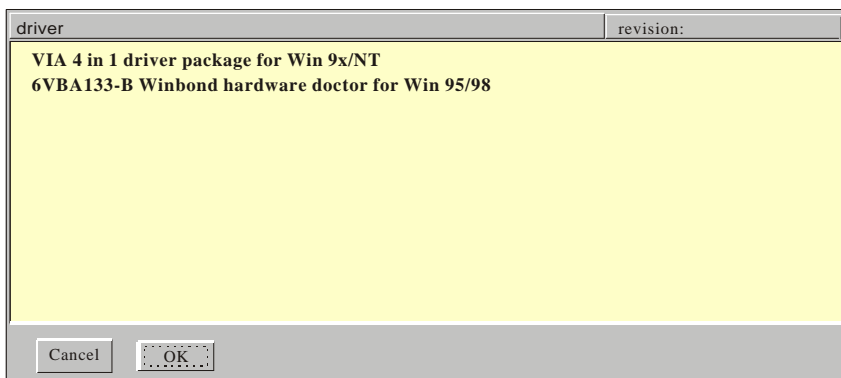 driver revision:
VIA 4 in 1 driver package for Win 9x/NT
6VBA133-B Winbond hardware doctor for Win 95/98
Cancel OK